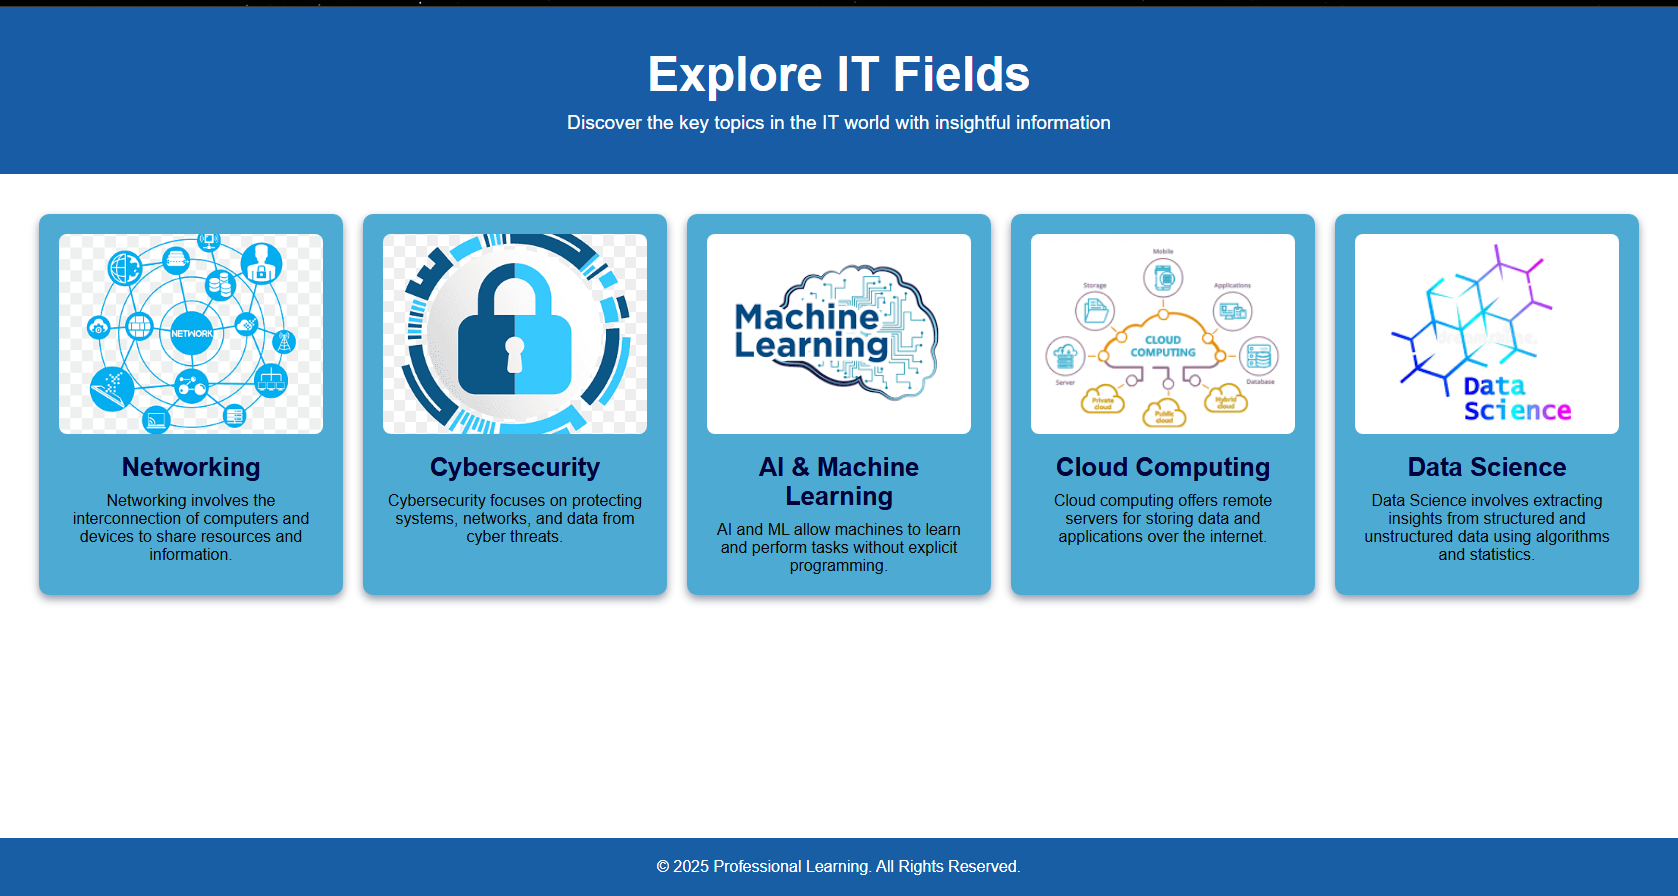 Explore IT Fields
Discover the key topics in the IT world with insightful information
NETWORK
Networking
Networking involves the
interconnection of computers and
devices to share resources and
information.
Cybersecurity
Cybersecurity focuses on protecting
systems, networks, and data from
cyber threats.
Machine
Learning
AI & Machine
Learning
AI and ML allow machines to learn
and perform tasks without explicit
programming.
Mobile
Storage
Applications
CLOUD
COMPUTING
Server
Database
Private
cloud
Public
cloud
Hybrid
cloud
Cloud Computing
Cloud computing offers remote
servers for storing data and
applications over the internet.
Data
Science
Data Science
Data Science involves extracting
insights from structured and
unstructured data using algorithms
and statistics.
© 2025 Professional Learning. All Rights Reserved.